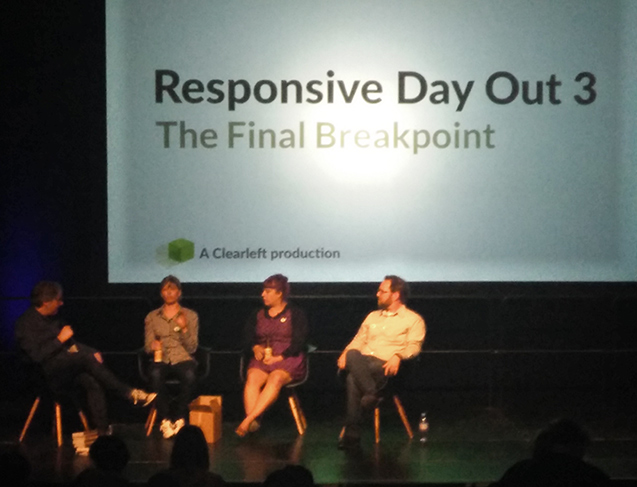 Responsive Day Out 3
The Final Breakpoint
A Clearleft production